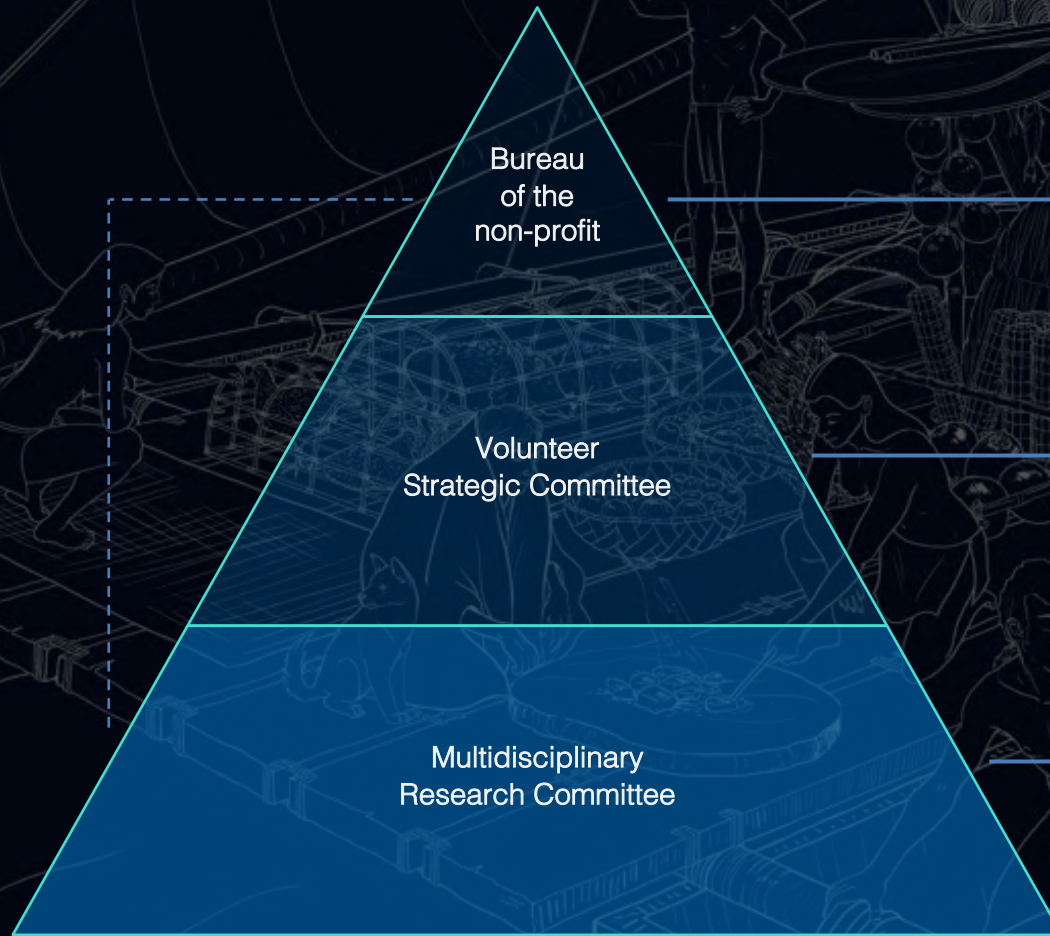 Bureau
of the
non-profit
Volunteer
Strategic Committee
Multidisciplinary
Research Committee